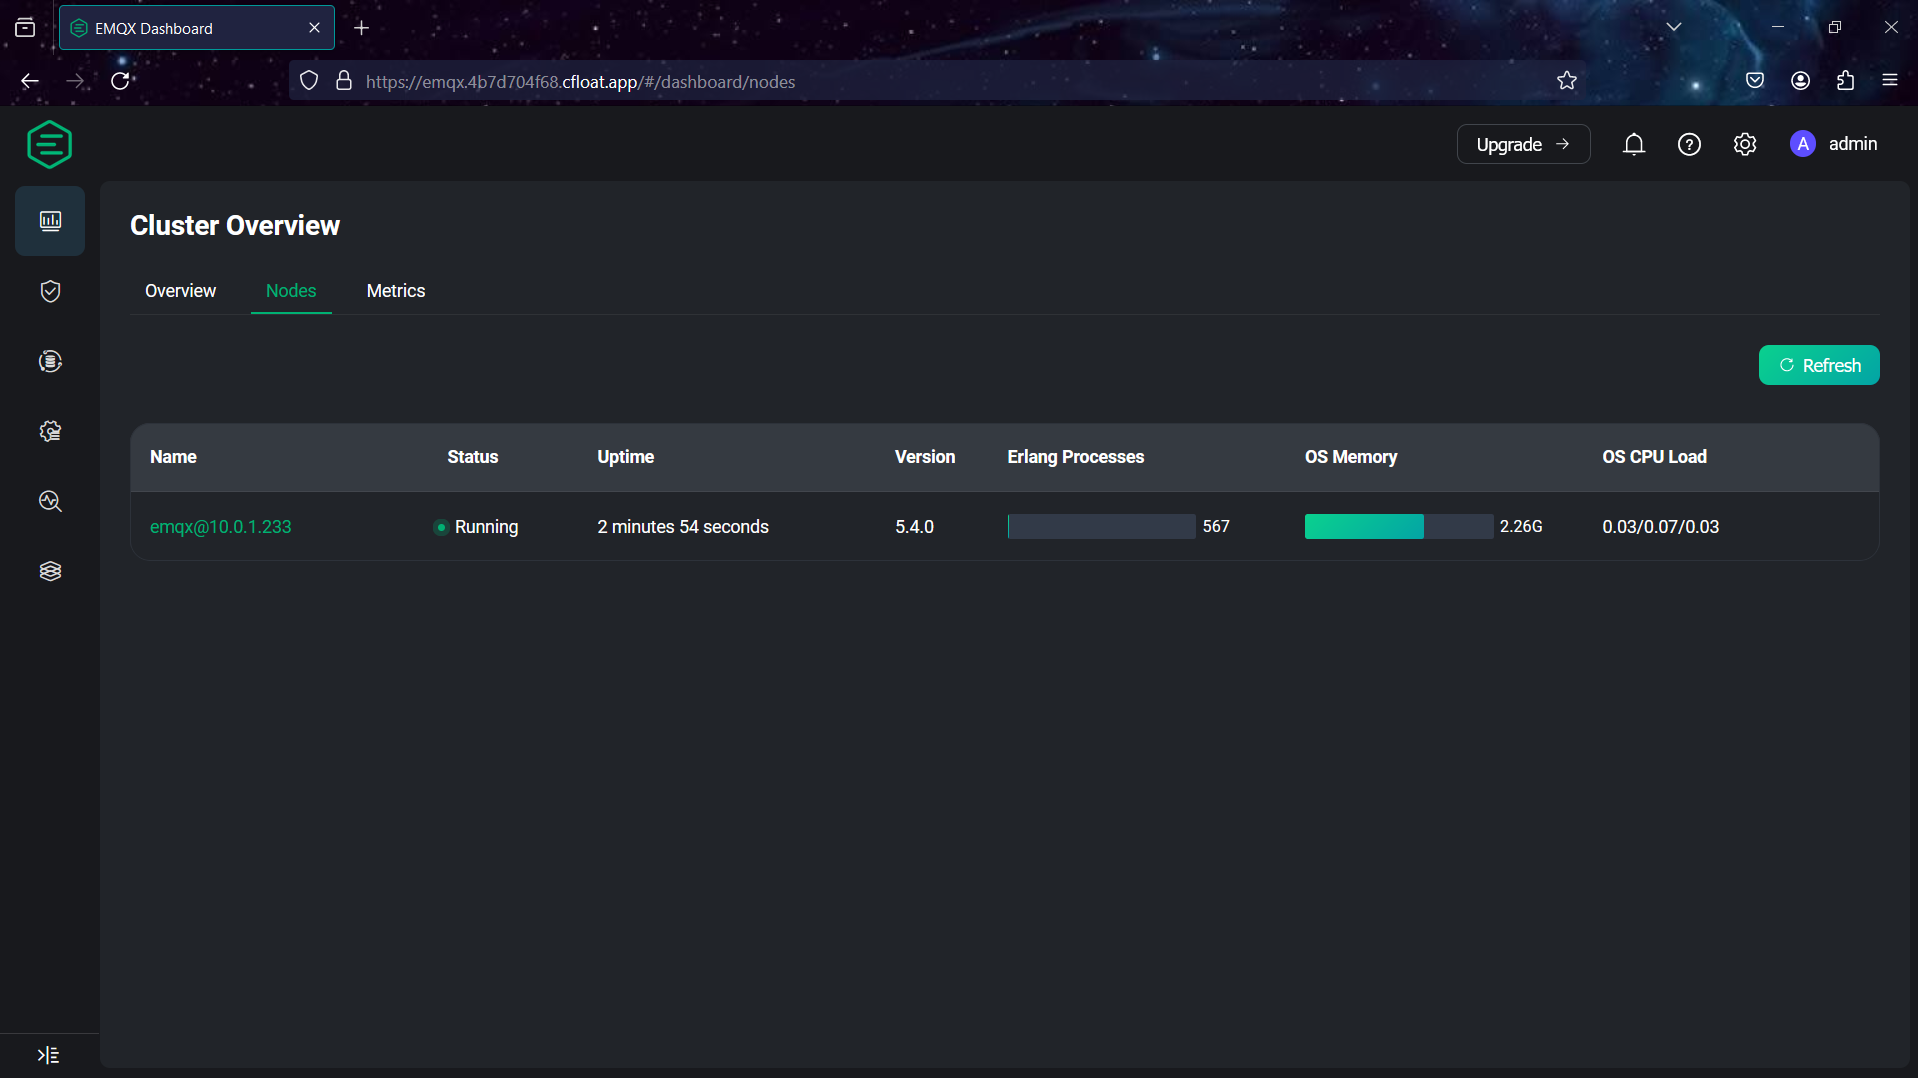 EMQX Dashboard
https://emqx.4b7d704f68.cfloat.app/#/dashboard/nodes
Upgrade
A admin
Cluster Overview
Overview Nodes Metrics
Refresh
Name Status Uptime Version Erlang Processes OS Memory OS CPU Load
emqx@10.0.1.233 Running 2 minutes 54 seconds 5.4.0 567 2.26G 0.03/0.07/0.03